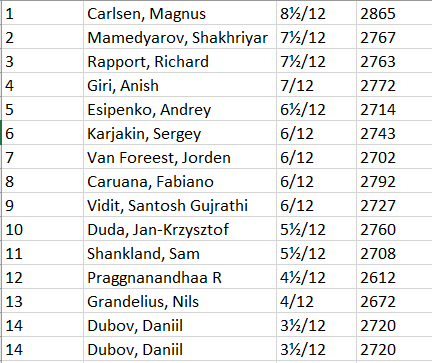 1 Carlsen, Magnus 8½/12 2865
2 Mamedyarov, Shakhriyar 7½/12 2767
3 Rapport, Richard 7½/12 2763
4 Giri, Anish 7/12 2772
5 Esipenko, Andrey 6½/12 2714
6 Karjakin, Sergey 6/12 2743
7 Van Foreest, Jorden 6/12 2702
8 Caruana, Fabiano 6/12 2792
9 Vidit, Santosh Gujrathi 6/12 2727
10 Duda, Jan-Krzysztof 5½/12 2760
11 Shankland, Sam 5½/12 2708
12 Praggnanandhaa R 4½/12 2612
13 Grandelius, Nils 4/12 2672
14 Dubov, Daniil 3½/12 2720
14 Dubov, Daniil 3½/12 2720